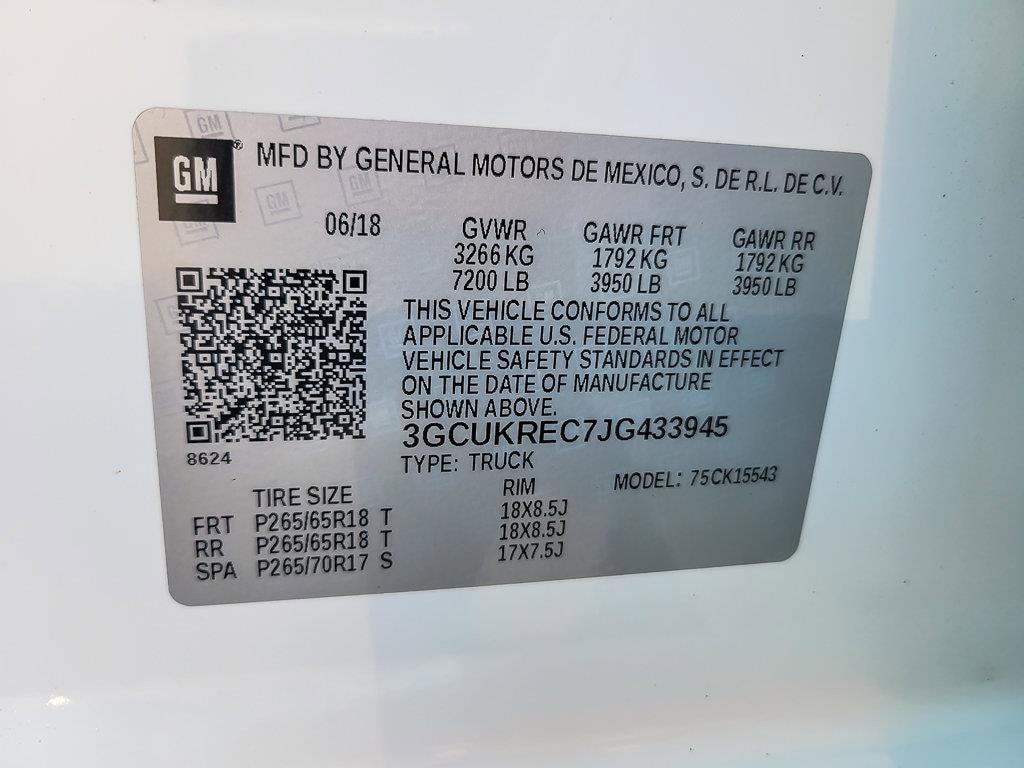 GM
MFD BY GENERAL MOTORS DE MEXICO, S. DE R.L. DE C.V.
06/18 GVWR GAWR FRT GAWR RR
3266 KG 1792 KG 1792 KG
7200 LB 3950 LB 3950 LB
THIS VEHICLE CONFORMS TO ALL
APPLICABLE U.S. FEDERAL MOTOR
VEHICLE SAFETY STANDARDS IN EFFECT
ON THE DATE OF MANUFACTURE
SHOWN ABOVE.
3GCUKREC7JG433945
8624
TYPE: TRUCK
MODEL: 75CK15543
TIRE SIZE RIM
FRT P265/65R18 T 18X8.5J
RR P265/65R18 T 18X8.5J
SPA P265/70R17 S 17X7.5J